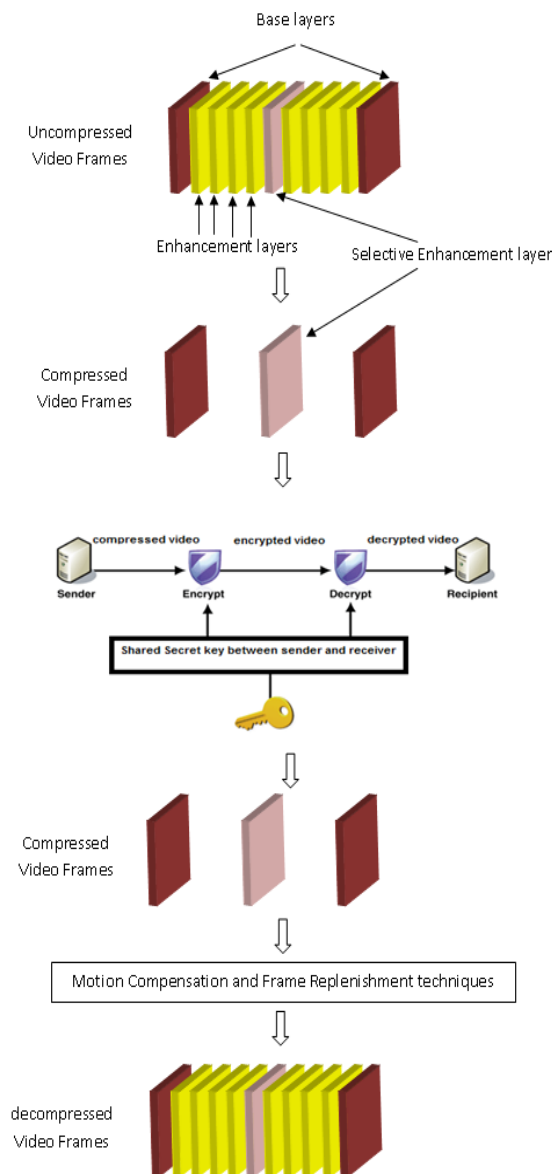 Base layers
Uncompressed
Video Frames
Enhancement layers
Selective Enhancement layer
Compressed
Video Frames
compressed video
encrypted video
decrypted video
Sender
Encrypt
Decrypt
Recipient
Shared Secret key between sender and receiver
Compressed
Video Frames
Motion Compensation and Frame Replenishment techniques
decompressed
Video Frames